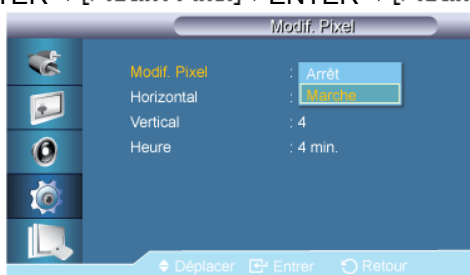 Modif. Pixel
Modif. Pixel : Arrêt
Horizontal : Marche
Vertical : 4
Heure : 4 min.
Déplacer Entrer Retour